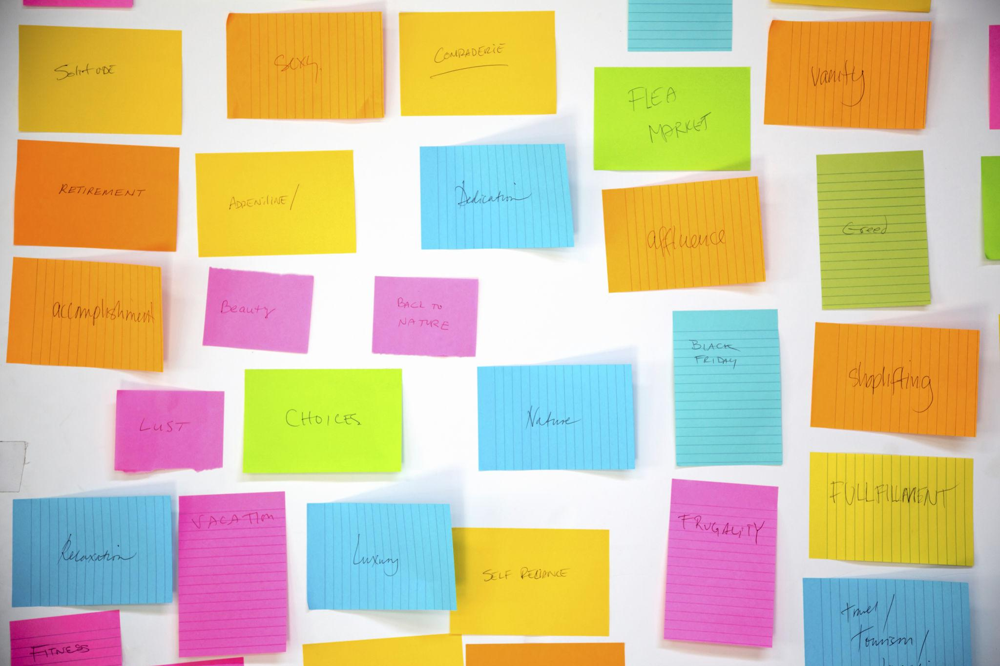 Solitude
Sexy
COMRADERIE
FLEA
MARKET
Vanity
RETIREMENT
ADRENILINE/
Dedication
affluence
Greed
accomplishment
Beauty
BACK TO
NATURE
BLACK
FRIDAY
shoplifting
LUST
CHOICES
Nature
FULLFILLMENT
Relaxation
VACATION
Luxury
SELF RELIANCE
FRUGALITY
travel/
Tourism/
FITNESS